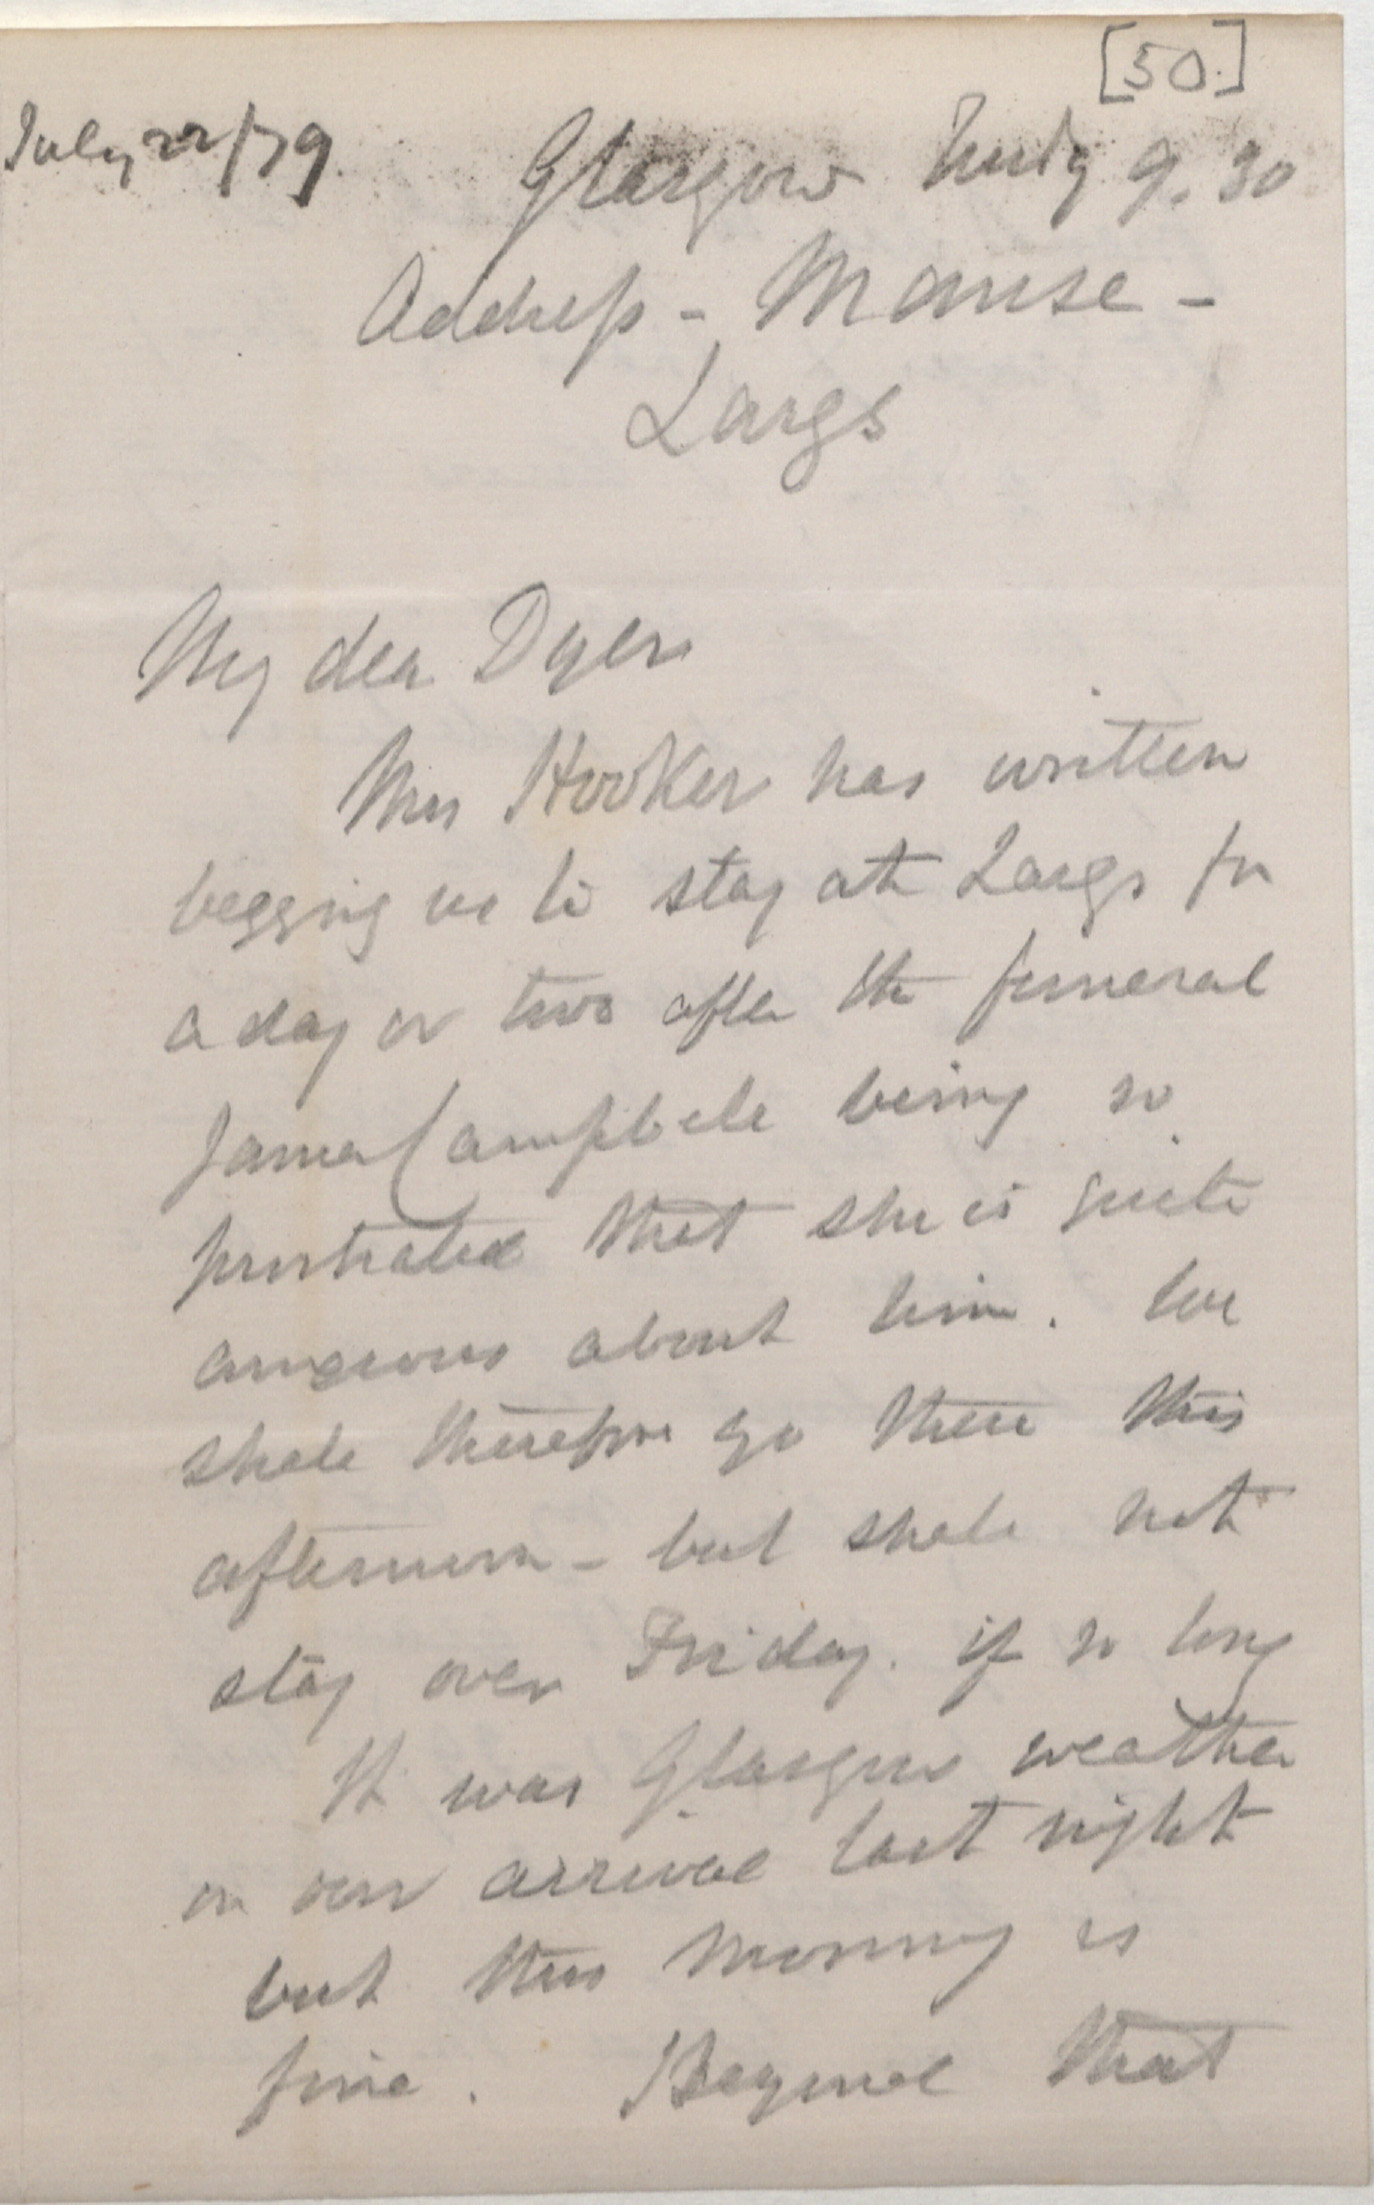 [50.]
July 22/79.
Glasgow Tuesdy 9.30
Address - Manse -
Largs
My dear Dyer
Mrs Hooker has written
begging us to stay at Largs for
a day or two after the funeral
James Campbell being so
prostrated that she is quite
anxious about him. We
shall therefore go there this
afternoon - but shall not
stay over Friday. if so long
It was Glasgow weather
on our arrival last night
but this morning is
fine. Beyond that